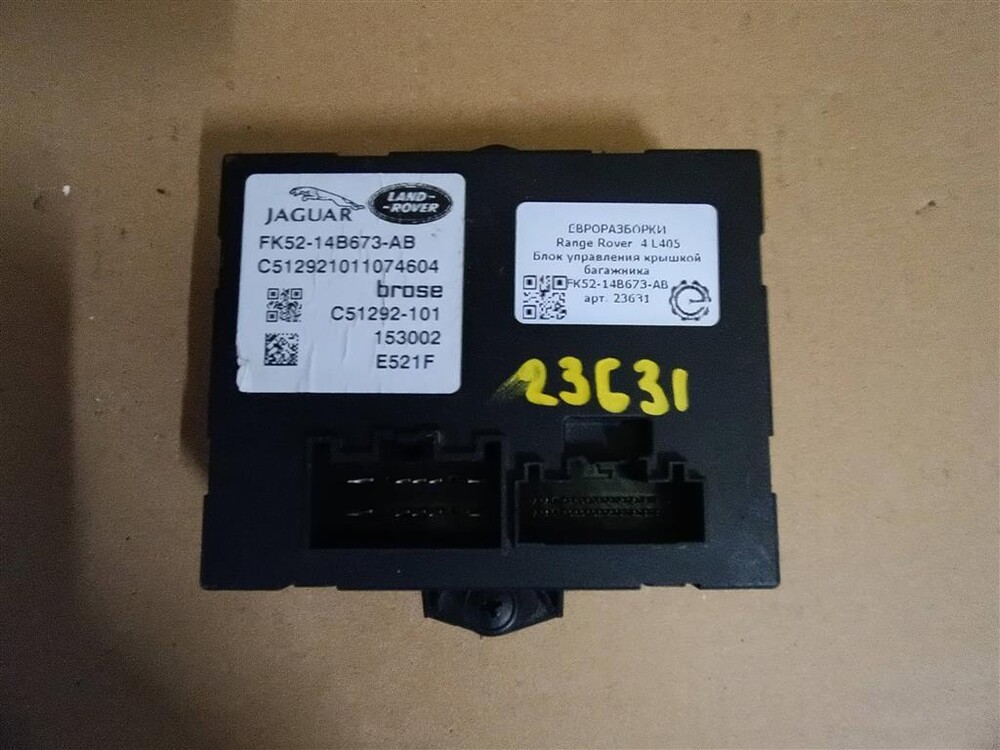 JAGUAR
LAND-
-ROVER
FK52-14B673-AB
C512921011074604
brose
C51292-101
153002
E521F
ЕВРОРАЗБОРКИ
Range Rover 4 L405
Блок управления крышкой
багажника
FK52-14B673-AB
арт. 23631
23631